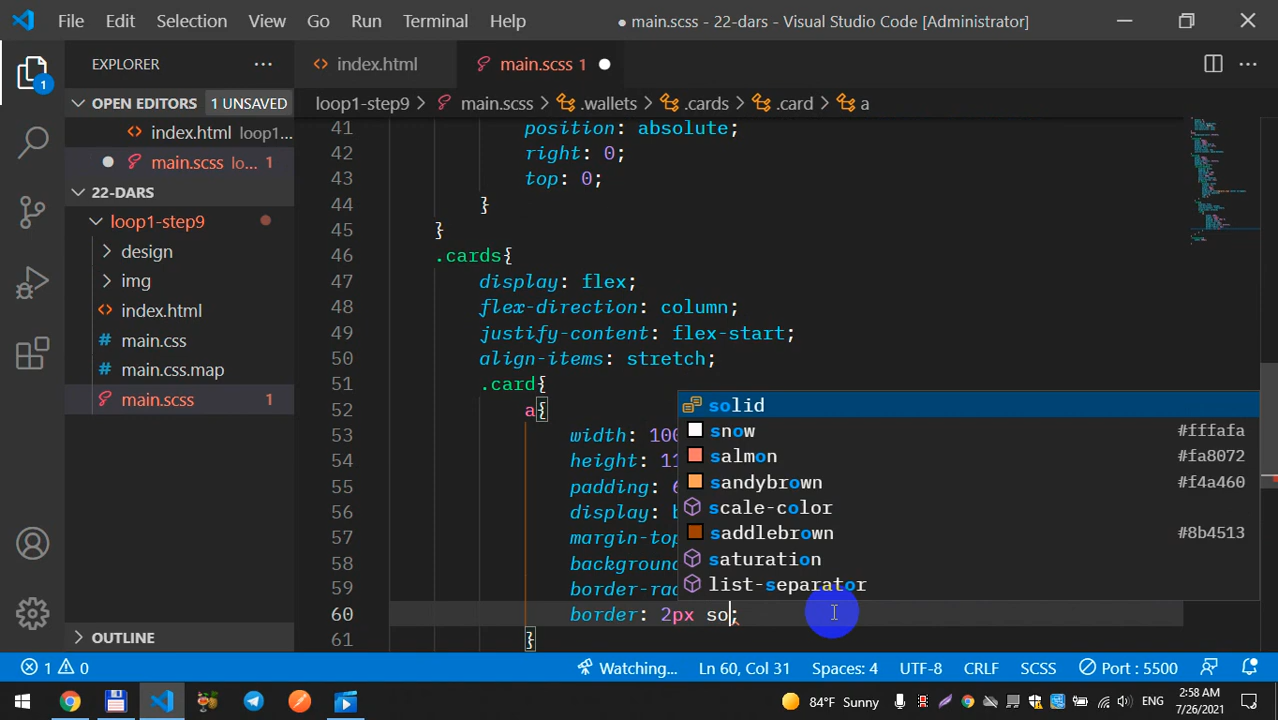 File Edit Selection View Go Run Terminal Help
● main.scss - 22-dars - Visual Studio Code [Administrator]
EXPLORER
index.html
main.scss 1
OPEN EDITORS 1 UNSAVED
loop1-step9 > main.scss > .wallets > .cards > .card > a
index.html loop1...
main.scss lo... 1
22-DARS
loop1-step9
design
img
index.html
main.css
main.css.map
main.scss 1
OUTLINE
1
41 position: absolute;
42 right: 0;
43 top: 0;
44 }
45 }
46 .cards{
47 display: flex;
48 flex-direction: column;
49 justify-content: flex-start;
50 align-items: stretch;
51 .card{
52 a{
53 width: 100
54 height: 11
55 padding: 6
56 display: b
57 margin-top
58 background
59 border-rad
60 border: 2px so;
61 }
solid
snow #fffafa
salmon #fa8072
sandybrown #f4a460
scale-color
saddlebrown #8b4513
saturation
list-separator
1 0 Watching... Ln 60, Col 31 Spaces: 4 UTF-8 CRLF SCSS Port : 5500
84°F Sunny ENG 2:58 AM
7/26/2021